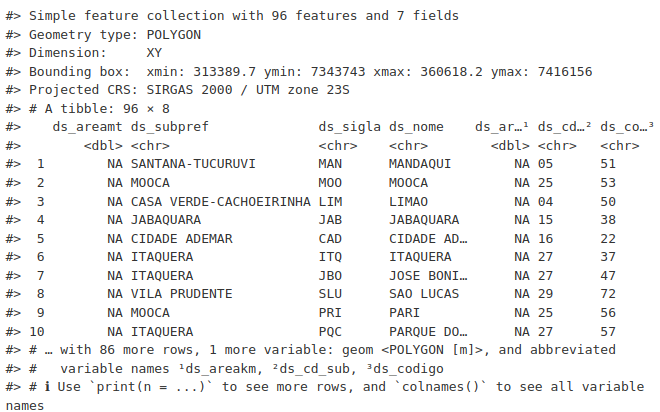 #> Simple feature collection with 96 features and 7 fields
#> Geometry type: POLYGON
#> Dimension:     XY
#> Bounding box:  xmin: 313389.7 ymin: 7343743 xmax: 360618.2 ymax: 7416156
#> Projected CRS: SIRGAS 2000 / UTM zone 23S
#> # A tibble: 96 × 8
#>    ds_areamt ds_subpref              ds_sigla ds_nome    ds_ar…¹ ds_cd…² ds_co…³
#>        <dbl> <chr>                   <chr>    <chr>        <dbl> <chr>   <chr>
#>  1        NA SANTANA-TUCURUVI        MAN      MANDAQUI        NA 05      51
#>  2        NA MOOCA                   MOO      MOOCA           NA 25      53
#>  3        NA CASA VERDE-CACHOEIRINHA LIM      LIMAO           NA 04      50
#>  4        NA JABAQUARA               JAB      JABAQUARA       NA 15      38
#>  5        NA CIDADE ADEMAR           CAD      CIDADE AD…      NA 16      22
#>  6        NA ITAQUERA                ITQ      ITAQUERA        NA 27      37
#>  7        NA ITAQUERA                JBO      JOSE BONI…      NA 27      47
#>  8        NA VILA PRUDENTE           SLU      SAO LUCAS       NA 29      72
#>  9        NA MOOCA                   PRI      PARI            NA 25      56
#> 10        NA ITAQUERA                PQC      PARQUE DO…      NA 27      57
#> # … with 86 more rows, 1 more variable: geom <POLYGON [m]>, and abbreviated
#> #   variable names ¹ds_areakm, ²ds_cd_sub, ³ds_codigo
#> # ℹ Use `print(n = ...)` to see more rows, and `colnames()` to see all variable
names